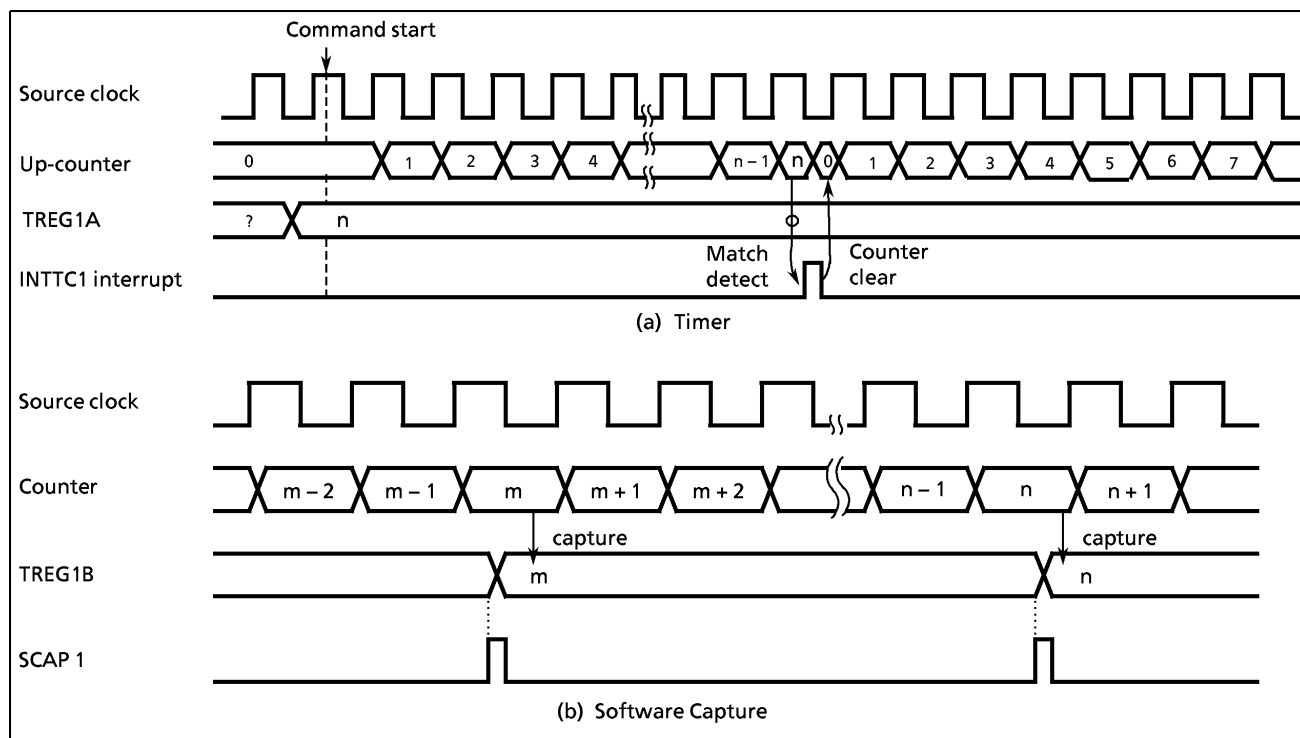 Command start
Source clock
Up-counter 0 1 2 3 4 n – 1 n 0 1 2 3 4 5 6 7
TREG1A ? n
Match detect
Counter clear
INTTC1 interrupt
(a) Timer
Source clock
Counter m – 2 m – 1 m m + 1 m + 2 n – 1 n n + 1
capture capture
TREG1B m n
SCAP 1
(b) Software Capture